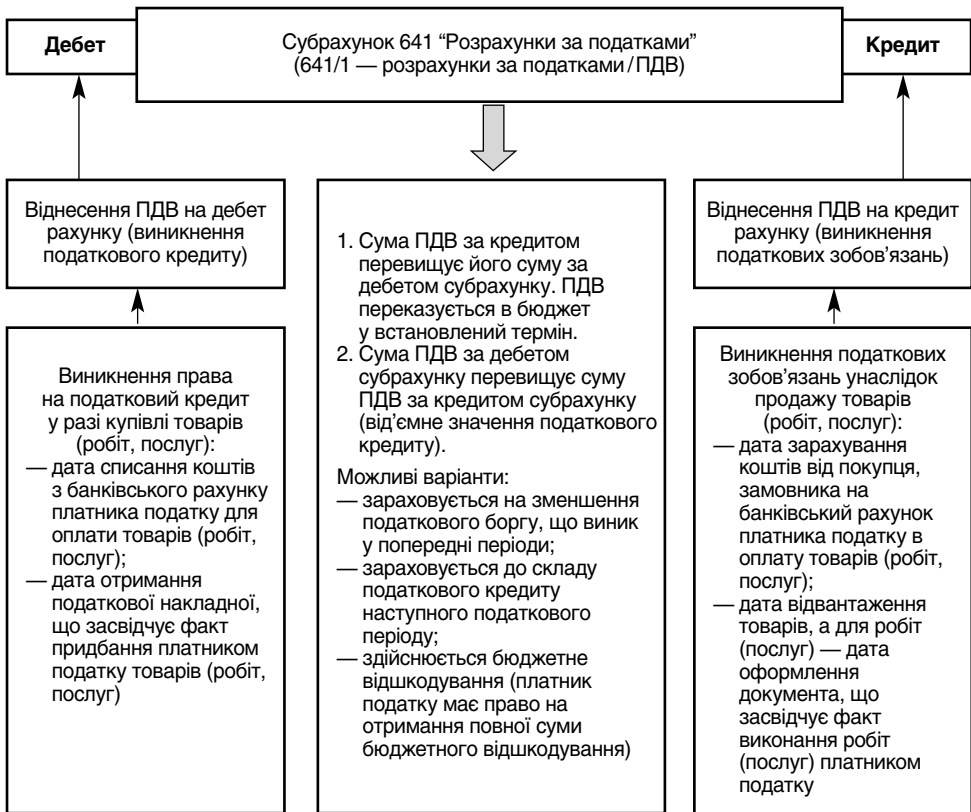 Дебет
Субрахунок 641 “Розрахунки за податками”
(641/1 — розрахунки за податками/ПДВ)
Кредит
Віднесення ПДВ на дебет
рахунку (виникнення
податкового кредиту)
Виникнення права
на податковий кредит
у разі купівлі товарів
(робіт, послуг):
— дата списання коштів
з банківського рахунку
платника податку для
оплати товарів (робіт,
послуг);
— дата отримання
податкової накладної,
що засвідчує факт
придбання платником
податку товарів (робіт,
послуг)
1. Сума ПДВ за кредитом
перевищує його суму за
дебетом субрахунку. ПДВ
переказується в бюджет
у встановлений термін.
2. Сума ПДВ за дебетом
субрахунку перевищує суму
ПДВ за кредитом субрахунку
(від’ємне значення податкового
кредиту).
Можливі варіанти:
— зараховується на зменшення
податкового боргу, що виник
у попередні періоди;
— зараховується до складу
податкового кредиту
наступного податкового
періоду;
— здійснюється бюджетне
відшкодування (платник
податку має право на
отримання повної суми
бюджетного відшкодування)
Віднесення ПДВ на кредит
рахунку (виникнення
податкових зобов’язань)
Виникнення податкових
зобов’язань унаслідок
продажу товарів
(робіт, послуг):
— дата зарахування
коштів від покупця,
замовника на
банківський рахунок
платника податку в
оплату товарів (робіт,
послуг);
— дата відвантаження
товарів, а для робіт
(послуг) — дата
оформлення
документа, що
засвідчує факт
виконання робіт
(послуг) платником
податку